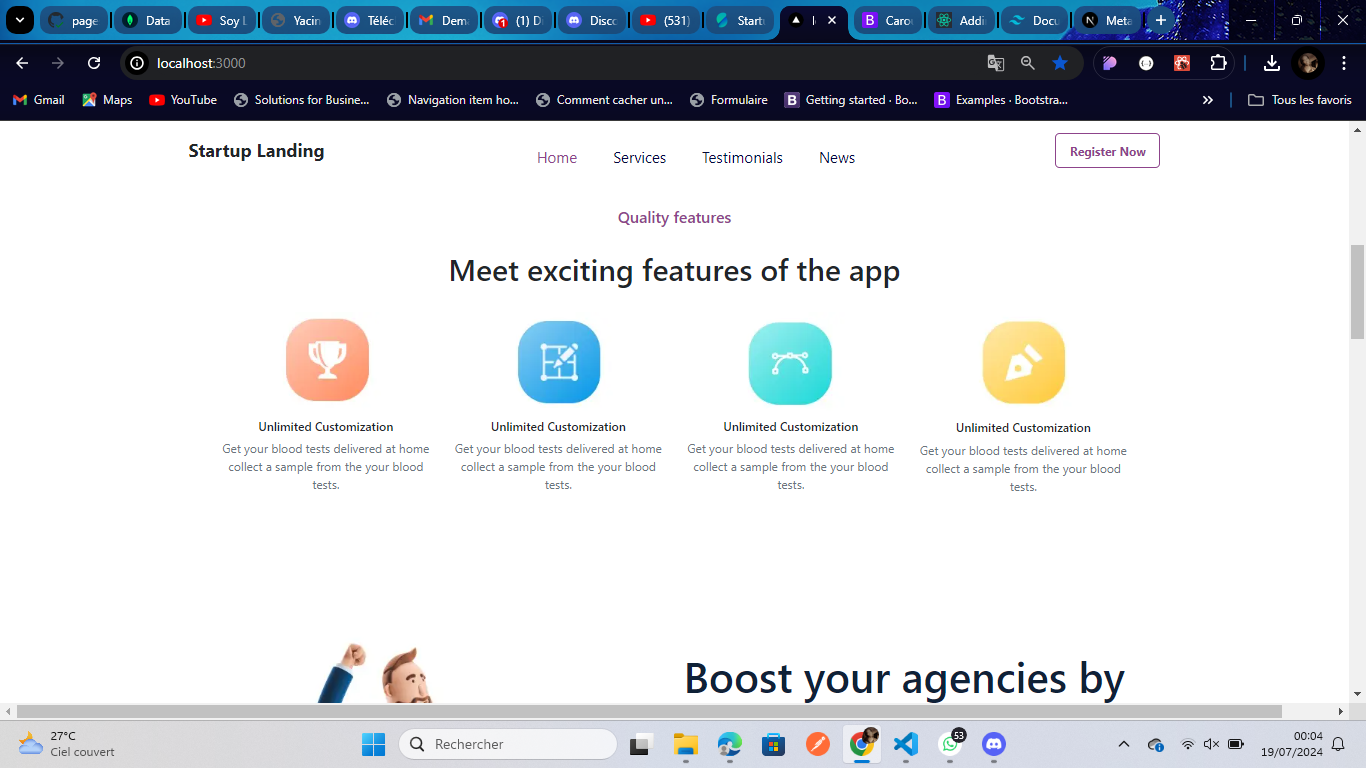 page
Data
Soy L
Yacin
Téléc
Dema
(1) Di
Disco
(531)
Start
Carou
Addi
Docu
Meta
localhost:3000
Gmail
Maps
YouTube
Solutions for Busine...
Navigation item ho...
Comment cacher un...
Formulaire
Getting started · Bo...
Examples · Bootstra...
Tous les favoris
Startup Landing
Home
Services
Testimonials
News
Register Now
Quality features
Meet exciting features of the app
Unlimited Customization
Get your blood tests delivered at home
collect a sample from the your blood
tests.
Unlimited Customization
Get your blood tests delivered at home
collect a sample from the your blood
tests.
Unlimited Customization
Get your blood tests delivered at home
collect a sample from the your blood
tests.
Unlimited Customization
Get your blood tests delivered at home
collect a sample from the your blood
tests.
Boost your agencies by
27°C
Ciel couvert
Rechercher
53
00:04
19/07/2024